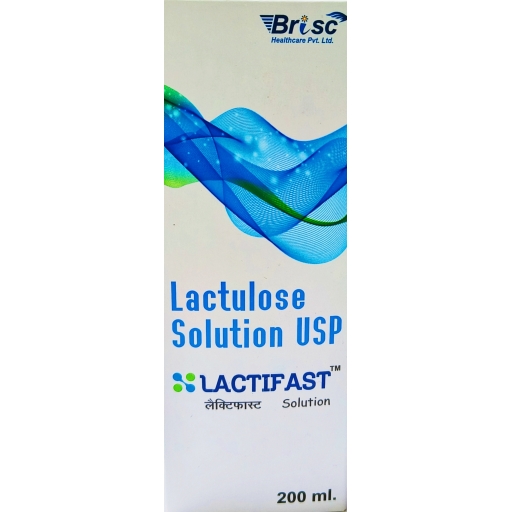 Brisc
Healthcare Pvt. Ltd.
Lactulose
Solution USP
LACTIFAST™
लैक्टिफास्ट Solution
200 ml.